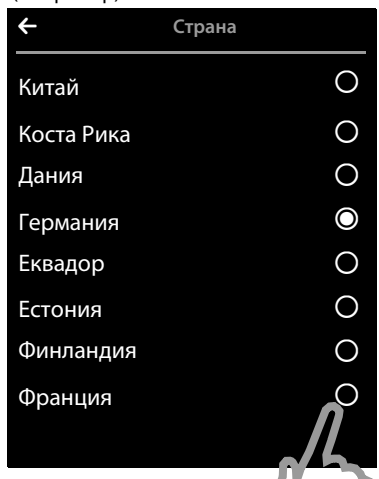 Страна
Китай
Коста Рика
Дания
Германия
Еквадор
Естония
Финландия
Франция